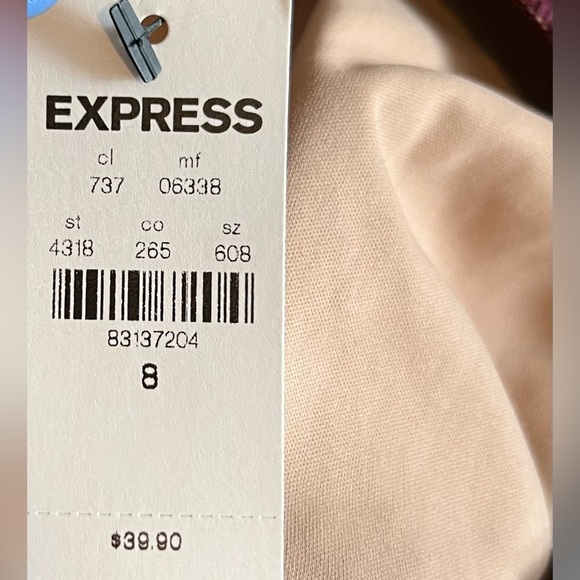 EXPRESS
cl mf
737 06338
st co sz
4318 265 608
83137204
8
$39.90